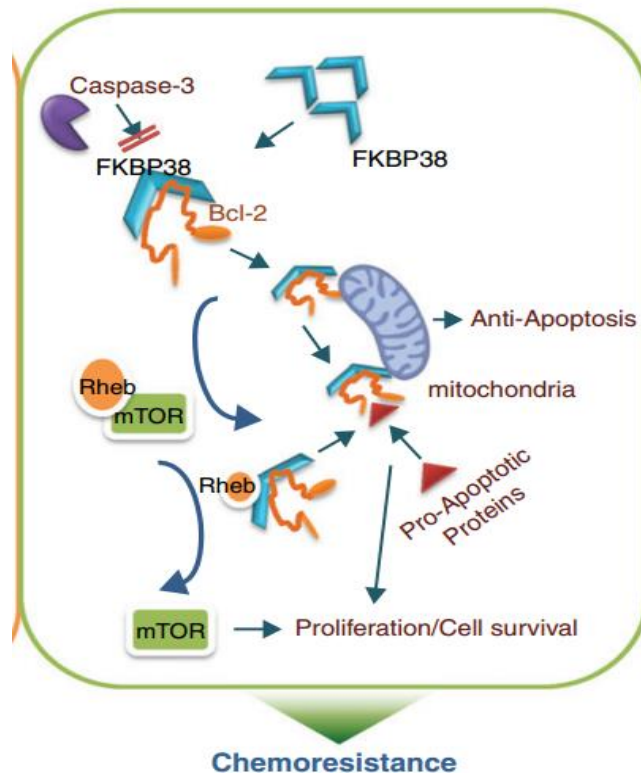 Caspase-3
FKBP38
FKBP38
Bcl-2
Anti-Apoptosis
Rheb
mTOR
mitochondria
Rheb
Pro-Apoptotic
Proteins
mTOR
Proliferation/Cell survival
Chemoresistance